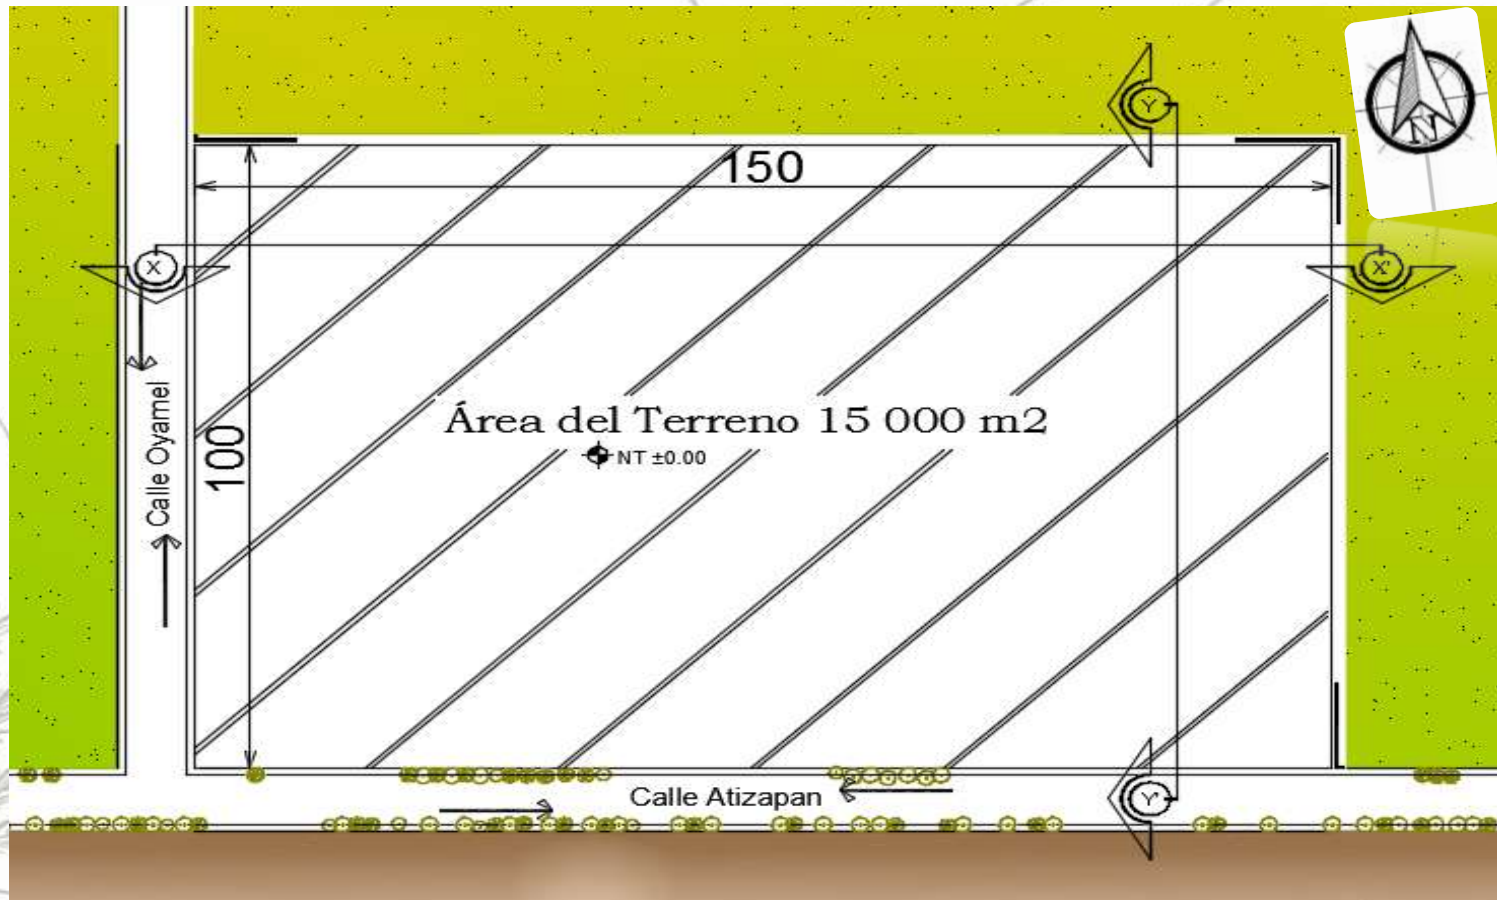 N
Y
150
X
X'
Calle Oyamel
100
Área del Terreno 15 000 m2
NT ±0.00
Calle Atizapan
Y'